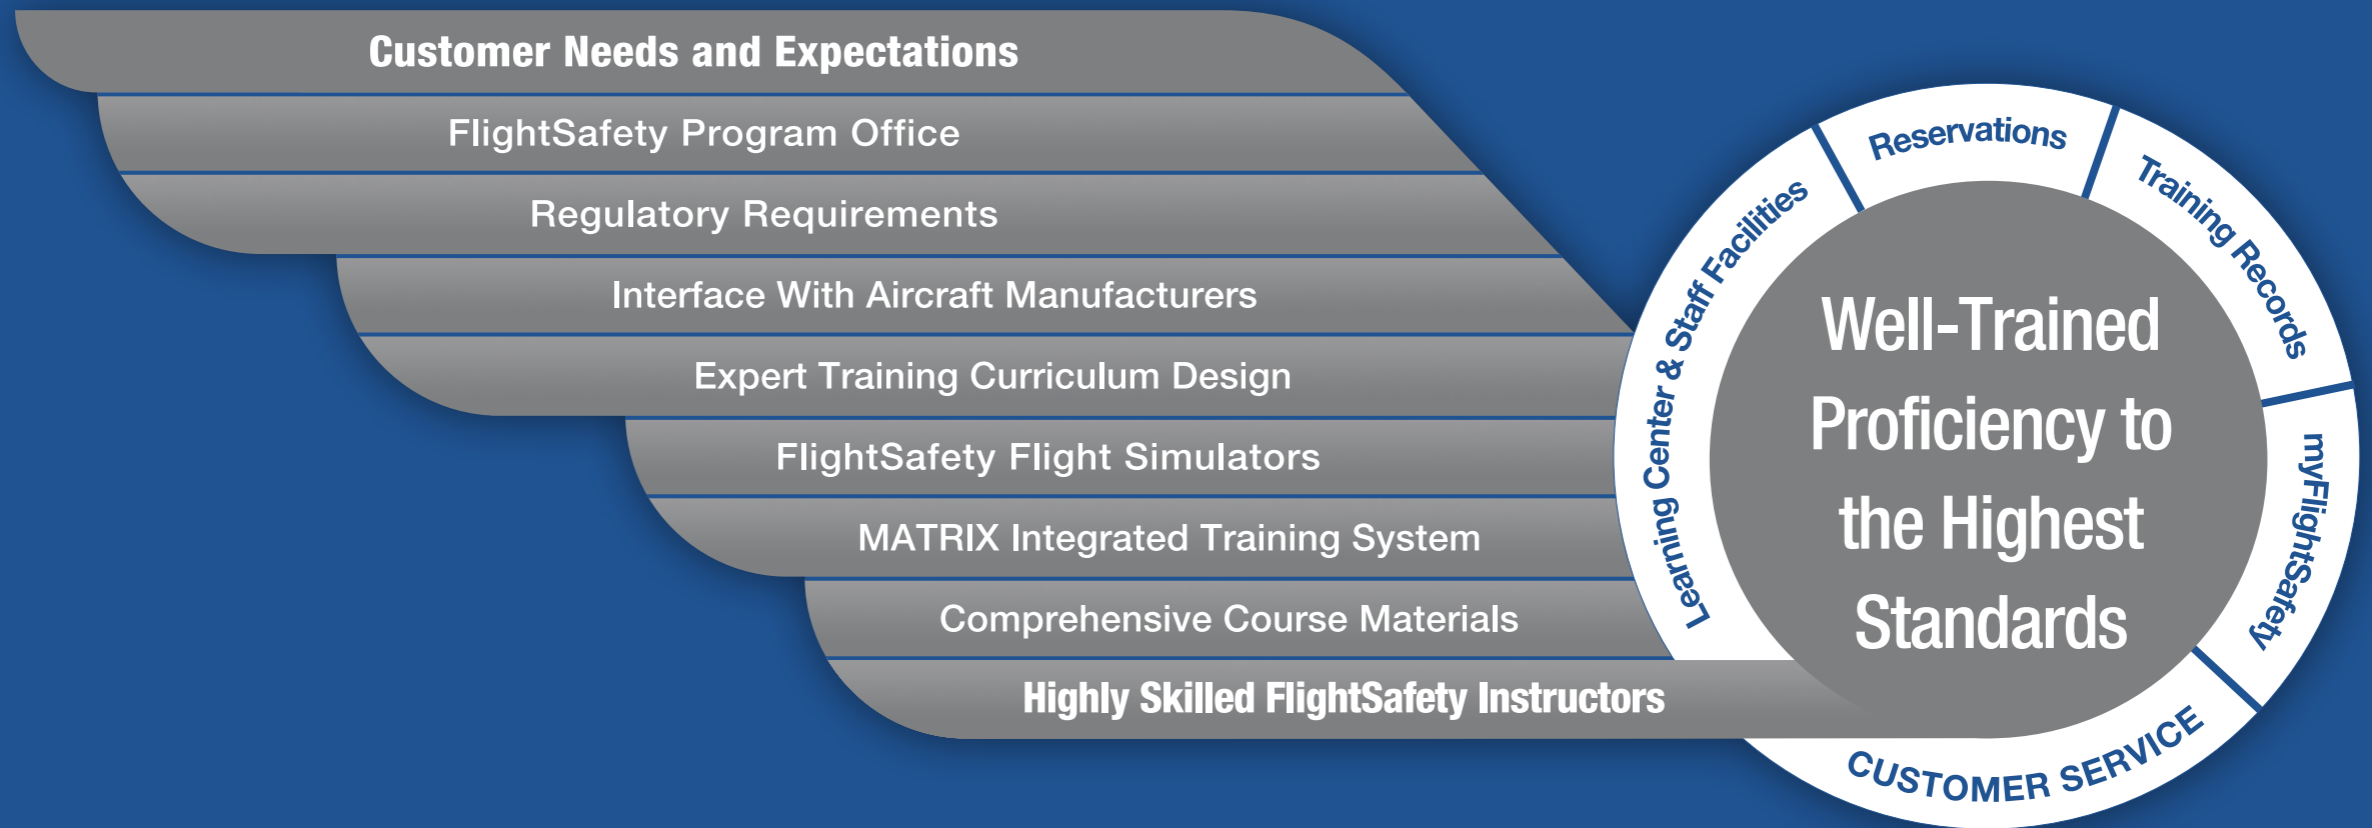 Customer Needs and Expectations
FlightSafety Program Office
Regulatory Requirements
Interface With Aircraft Manufacturers
Expert Training Curriculum Design
FlightSafety Flight Simulators
MATRIX Integrated Training System
Comprehensive Course Materials
Highly Skilled FlightSafety Instructors
Learning Center & Staff Facilities
Reservations
Training Records
myFlightSafety
CUSTOMER SERVICE
Well-Trained
Proficiency to
the Highest
Standards